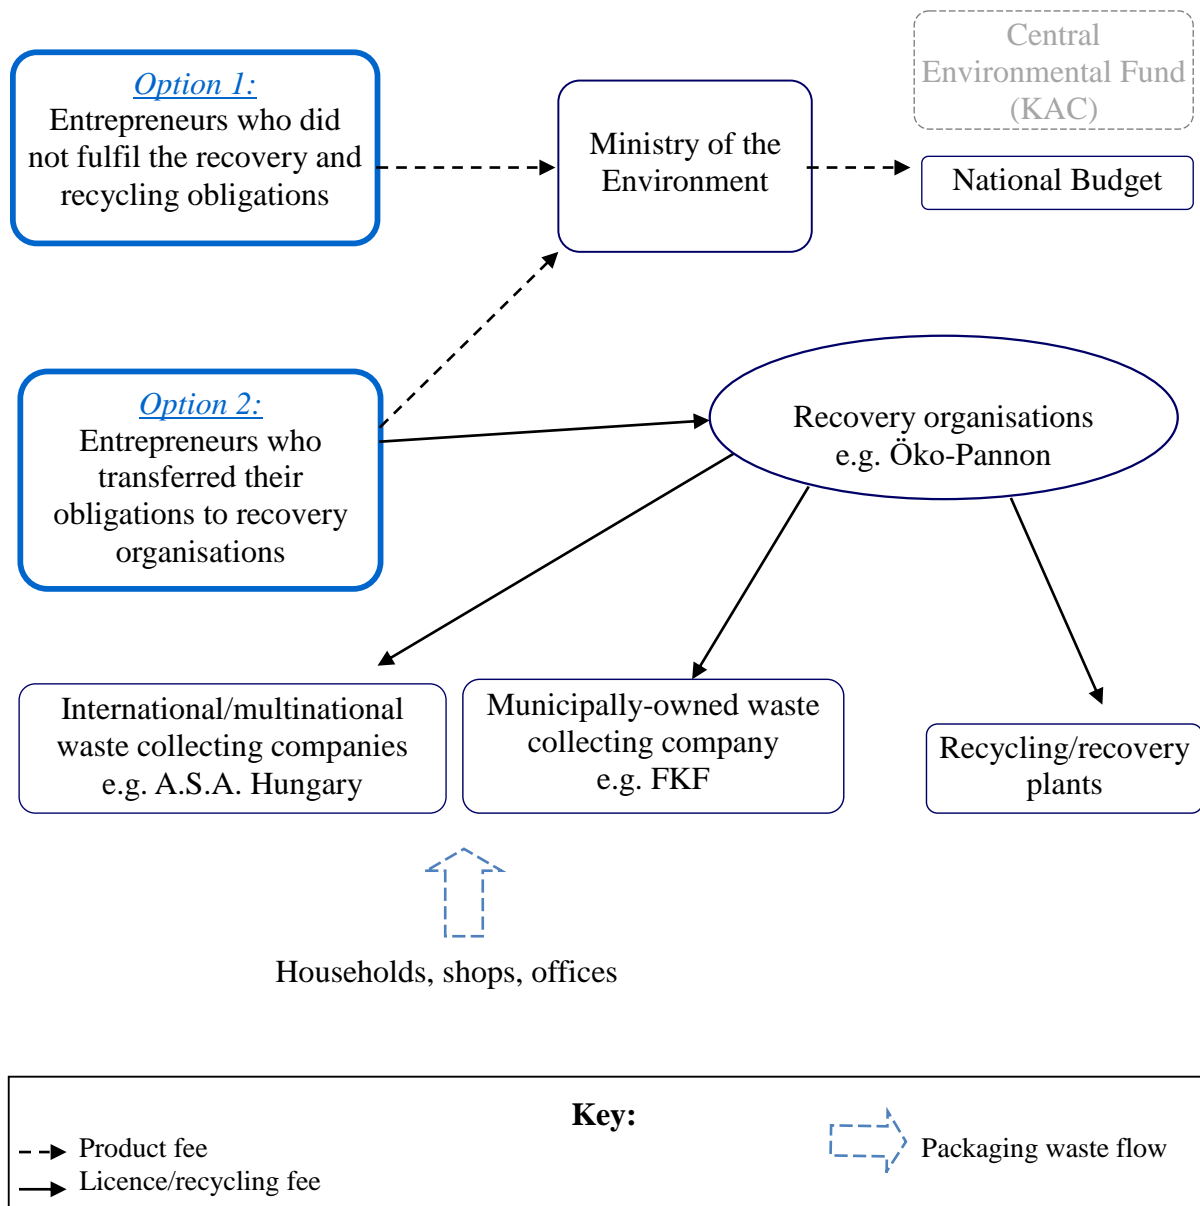 Option 1:
Entrepreneurs who did
not fulfil the recovery and
recycling obligations
Ministry of the
Environment
Central
Environmental Fund
(KAC)
National Budget
Option 2:
Entrepreneurs who
transferred their
obligations to recovery
organisations
Recovery organisations
e.g. Öko-Pannon
International/multinational
waste collecting companies
e.g. A.S.A. Hungary
Municipally-owned waste
collecting company
e.g. FKF
Recycling/recovery
plants
Households, shops, offices
Key:
Product fee
Licence/recycling fee
Packaging waste flow